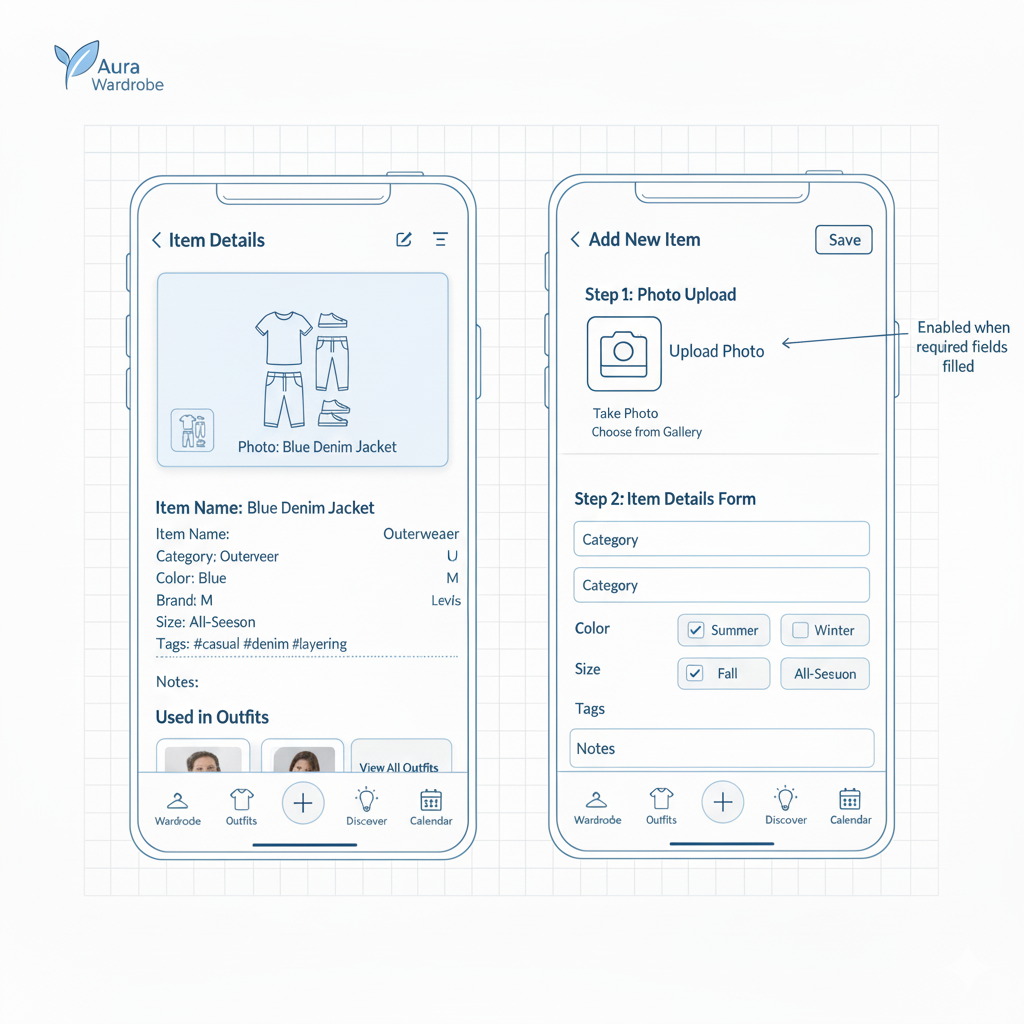 Aura
Wardrobe
Item Details
Photo: Blue Denim Jacket
Item Name: Blue Denim Jacket
Item Name: Outerweaer
Category: Outerveer U
Color: Blue M
Brand: M Levis
Size: All-Seeson
Tags: #casual #denim #layering
Notes:
Used in Outfits
View All Outfits
Wardrobe Outfits Discover Calendar
Add New Item Save
Step 1: Photo Upload
Upload Photo
Take Photo
Choose from Gallery
Enabled when
required fields
filled
Step 2: Item Details Form
Category
Category
Color Summer Winter
Size Fall All-Sesuon
Tags
Notes
Wardrobe Outfits Discover Calendar